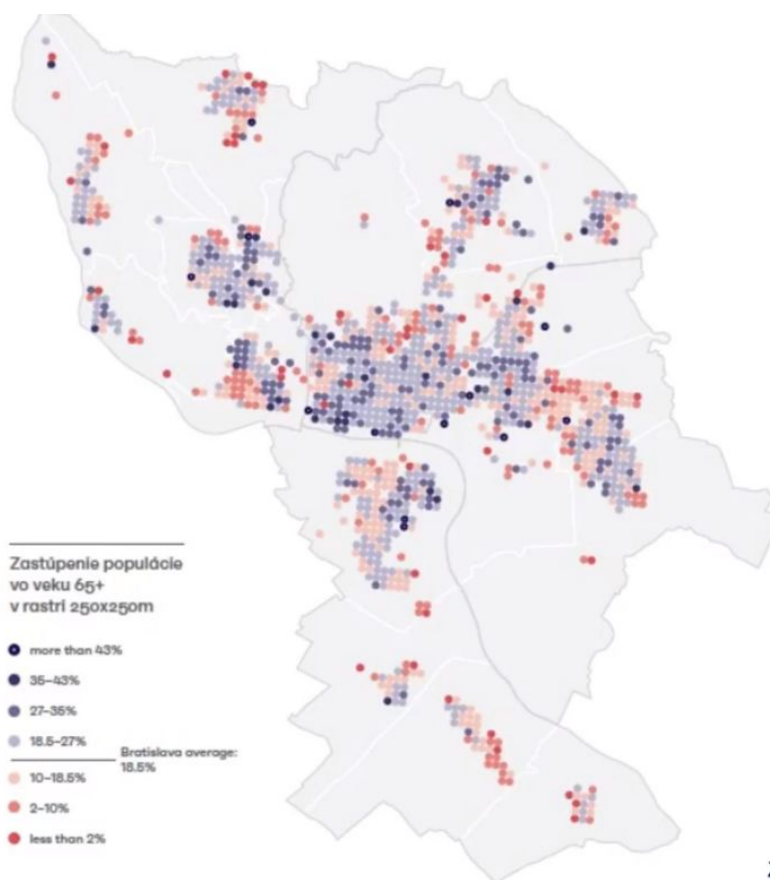 Zastúpenie populácie
vo veku 65+
v rastri 250x250m
more than 43%
35–43%
27–35%
18.5–27%
Bratislava average:
18.5%
10–18.5%
2–10%
less than 2%